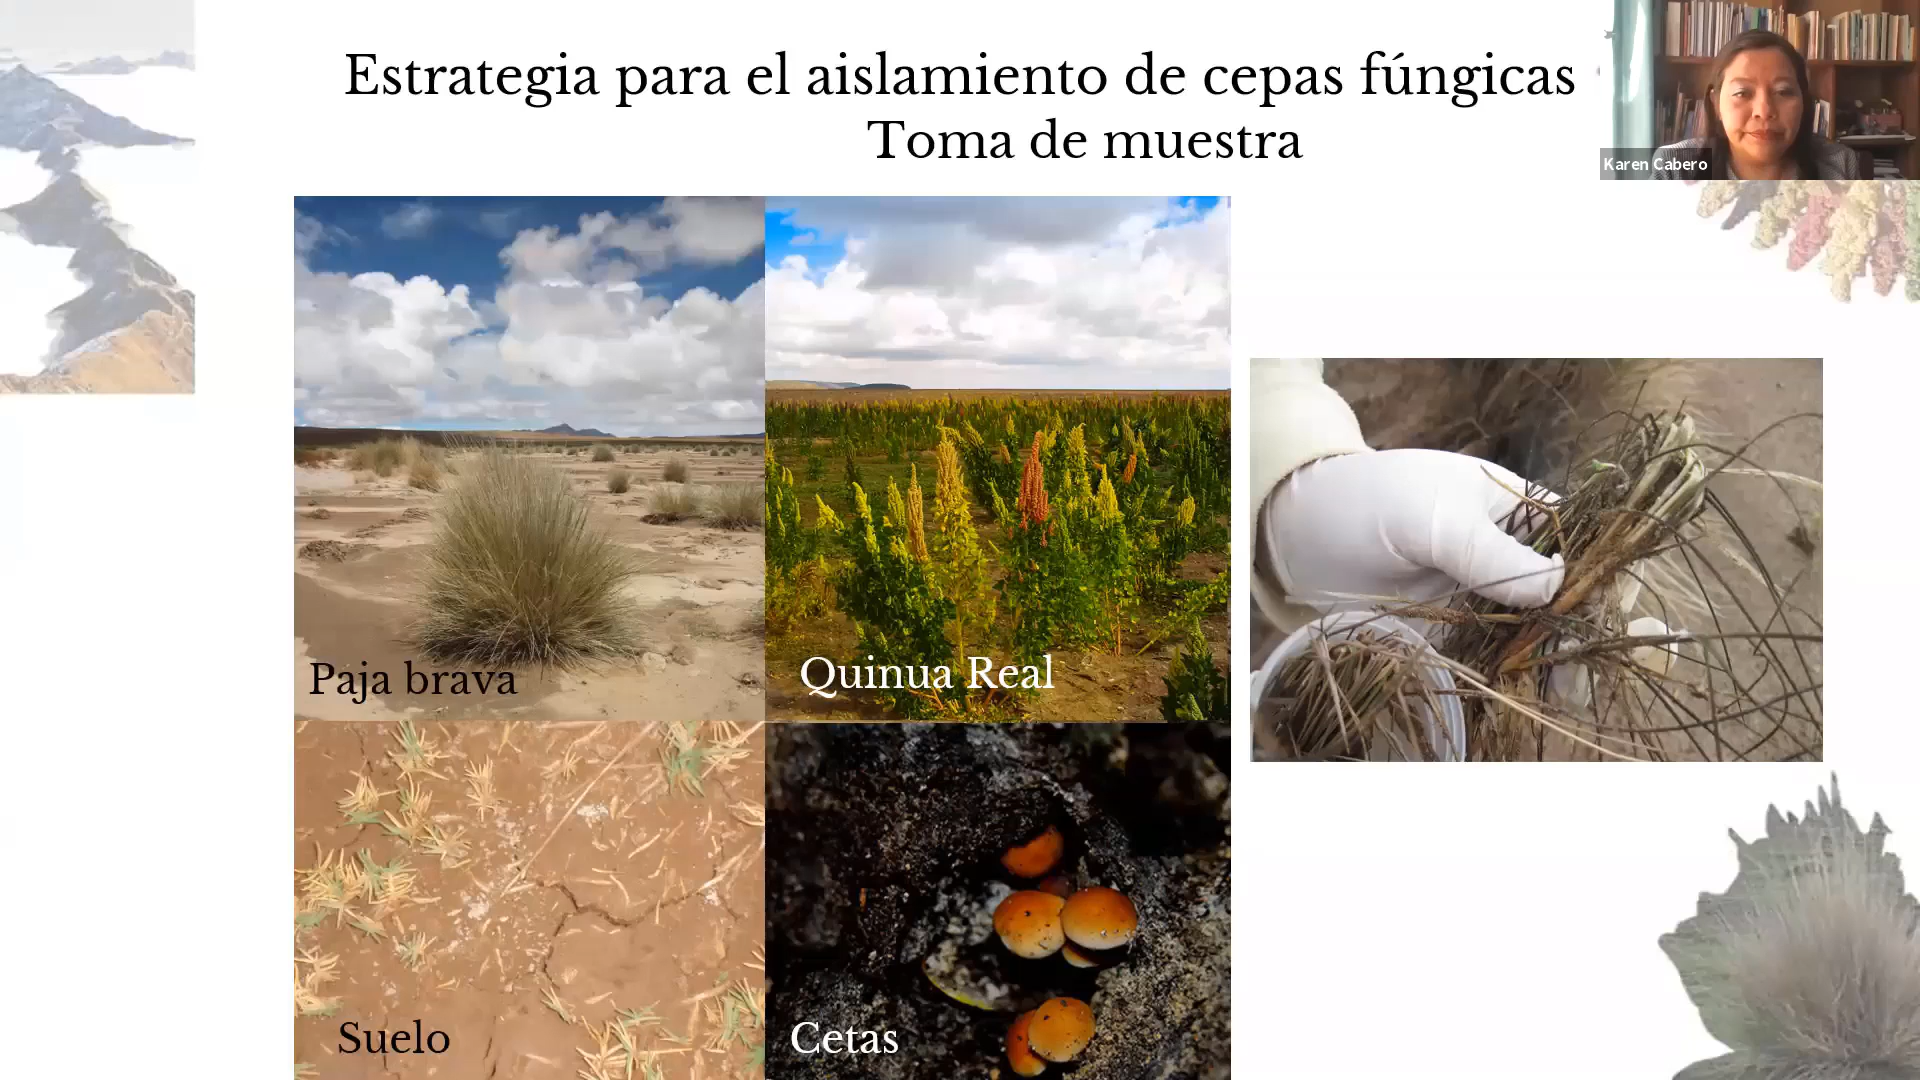 Estrategia para el aislamiento de cepas fúngicas
Toma de muestra
Karen Cabero
Paja brava
Quinua Real
Suelo
Cetas